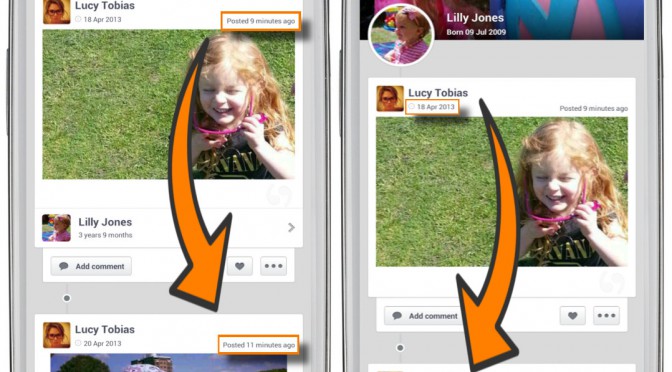 Lucy Tobias
18 Apr 2013
Posted 9 minutes ago
Lilly Jones
3 years 9 months
Add comment
Lucy Tobias
20 Apr 2013
Posted 11 minutes ago
Lilly Jones
Born 09 Jul 2009
Lucy Tobias
18 Apr 2013
Posted 9 minutes ago
Add comment